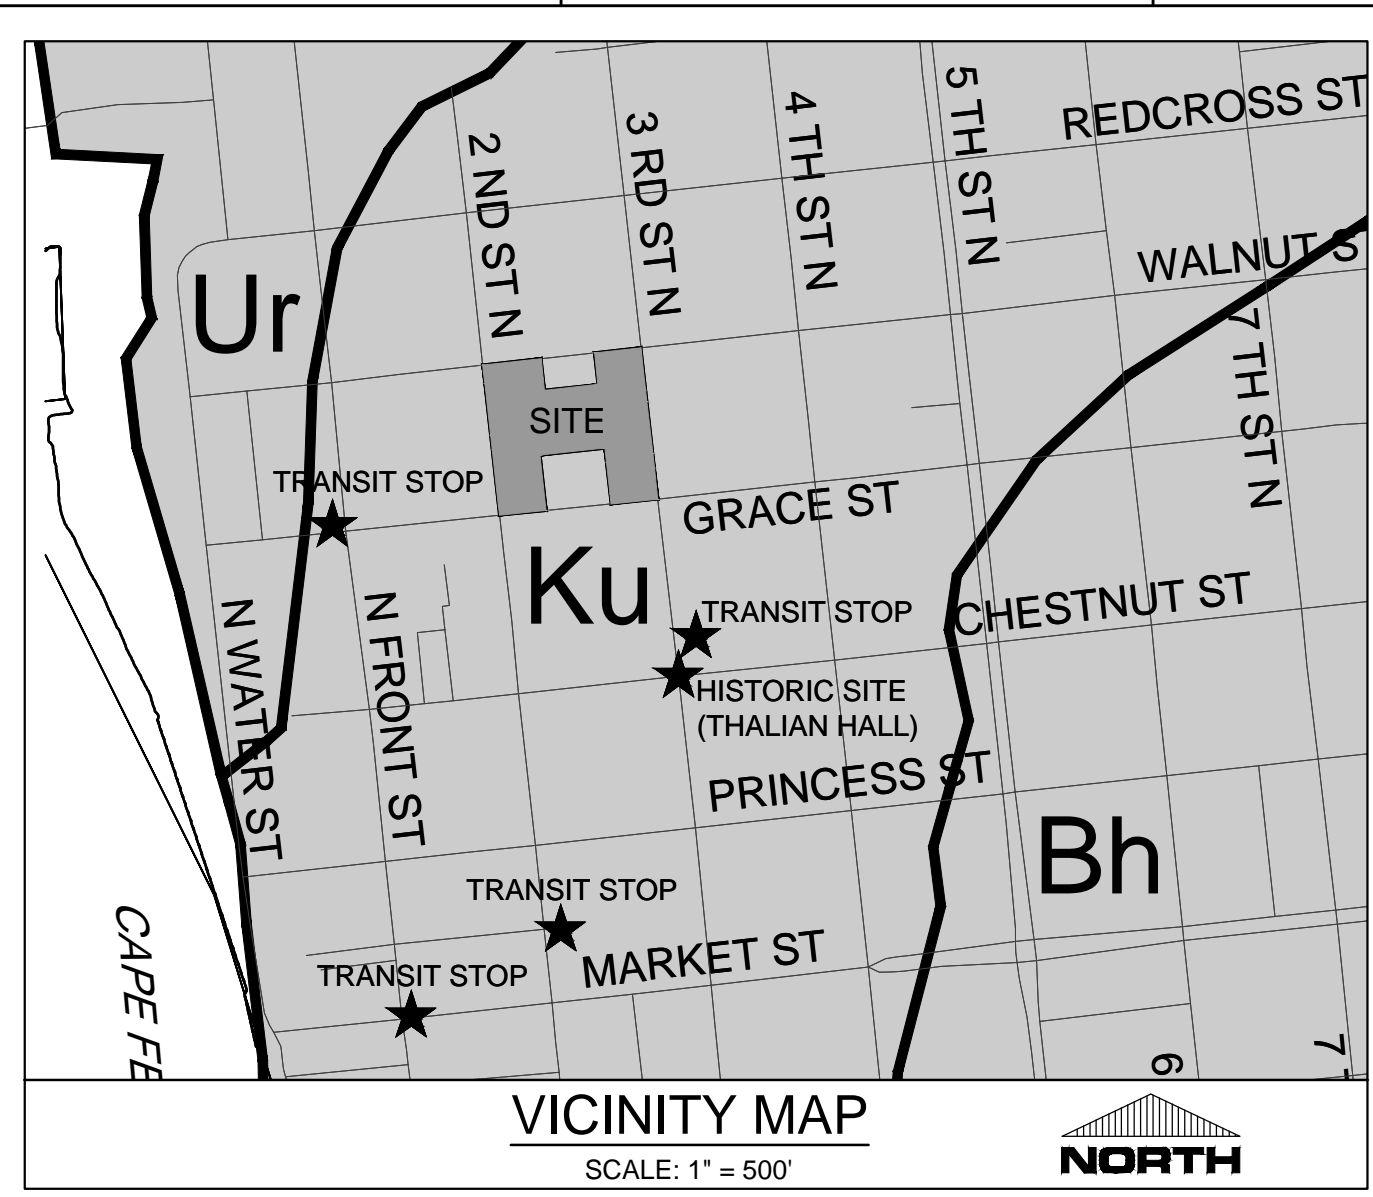 REDCROSS ST
5 TH ST N
4 TH ST N
3 RD ST N
2 ND ST N
WALNUT S
Ur
7 TH ST N
SITE
TRANSIT STOP
GRACE ST
Ku
CHESTNUT ST
N WATER ST
N FRONT ST
TRANSIT STOP
HISTORIC SITE
(THALIAN HALL)
PRINCESS ST
Bh
TRANSIT STOP
MARKET ST
CAPE FE
TRANSIT STOP
6
7
VICINITY MAP
SCALE: 1" = 500'
NORTH